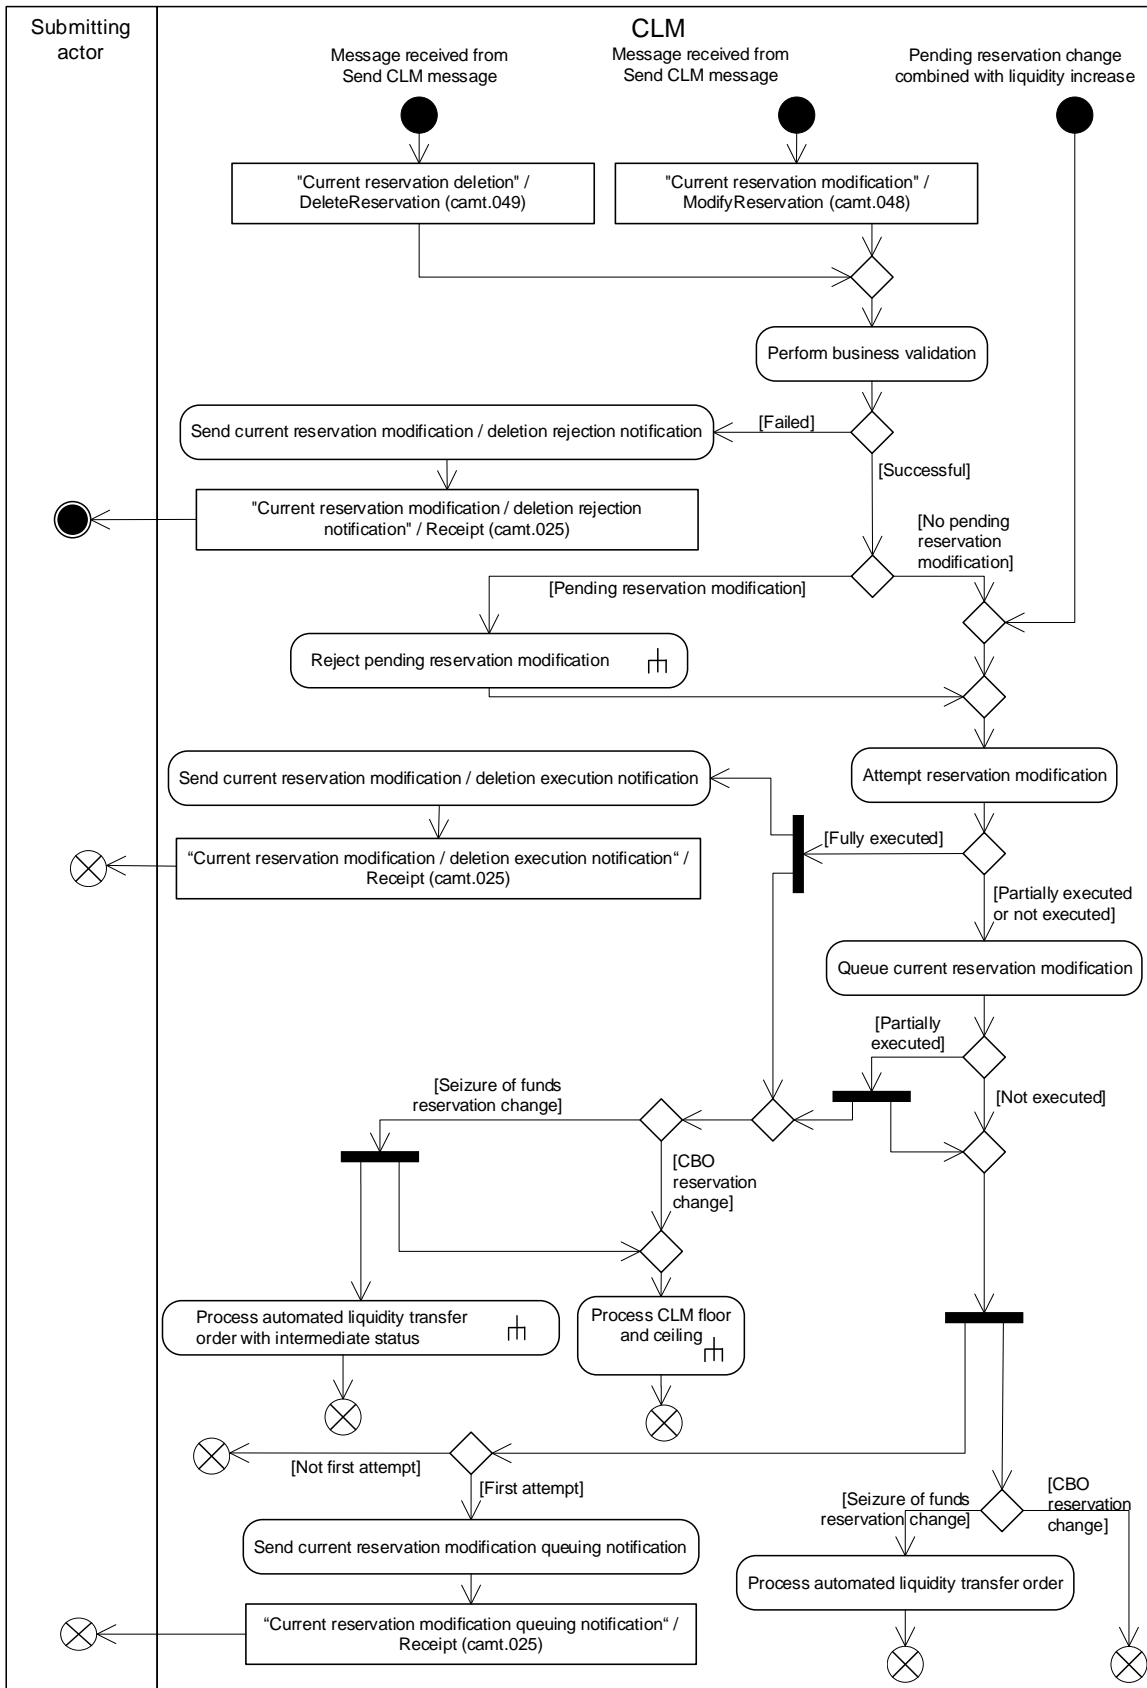 Submitting
actor
CLM
Message received from
Send CLM message
Message received from
Send CLM message
Pending reservation change
combined with liquidity increase
"Current reservation deletion" /
DeleteReservation (camt.049)
"Current reservation modification" /
ModifyReservation (camt.048)
Perform business validation
Send current reservation modification / deletion rejection notification
[Failed]
[Successful]
"Current reservation modification / deletion rejection
notification" / Receipt (camt.025)
[No pending
reservation
modification]
[Pending reservation modification]
Reject pending reservation modification
Send current reservation modification / deletion execution notification
Attempt reservation modification
[Fully executed]
“Current reservation modification / deletion execution notification“ /
Receipt (camt.025)
[Partially executed
or not executed]
Queue current reservation modification
[Partially
executed]
[Seizure of funds
reservation change]
[Not executed]
[CBO
reservation
change]
Process automated liquidity transfer
order with intermediate status
Process CLM floor
and ceiling
[Not first attempt]
[First attempt]
[Seizure of funds
reservation change]
[CBO
reservation
change]
Send current reservation modification queuing notification
Process automated liquidity transfer order
“Current reservation modification queuing notification“ /
Receipt (camt.025)